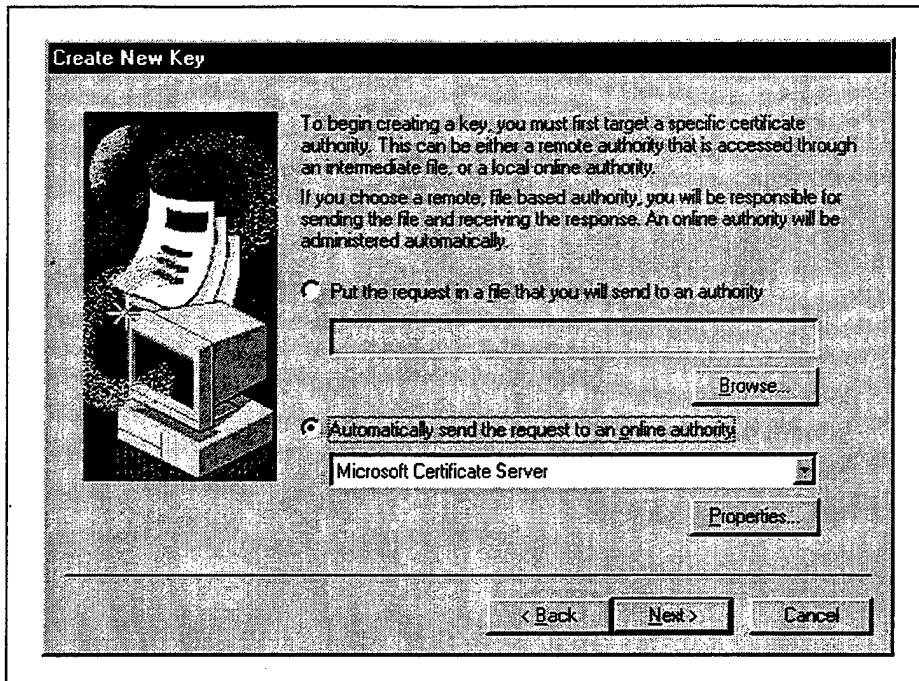 Create New Key
To begin creating a key, you must first target a specific certificate
authority. This can be either a remote authority that is accessed through
an intermediate file, or a local online authority.
If you choose a remote, file based authority, you will be responsible for
sending the file and receiving the response. An online authority will be
administered automatically.
Put the request in a file that you will send to an authority
Browse...
Automatically send the request to an online authority
Microsoft Certificate Server
Properties...
< Back
Next >
Cancel